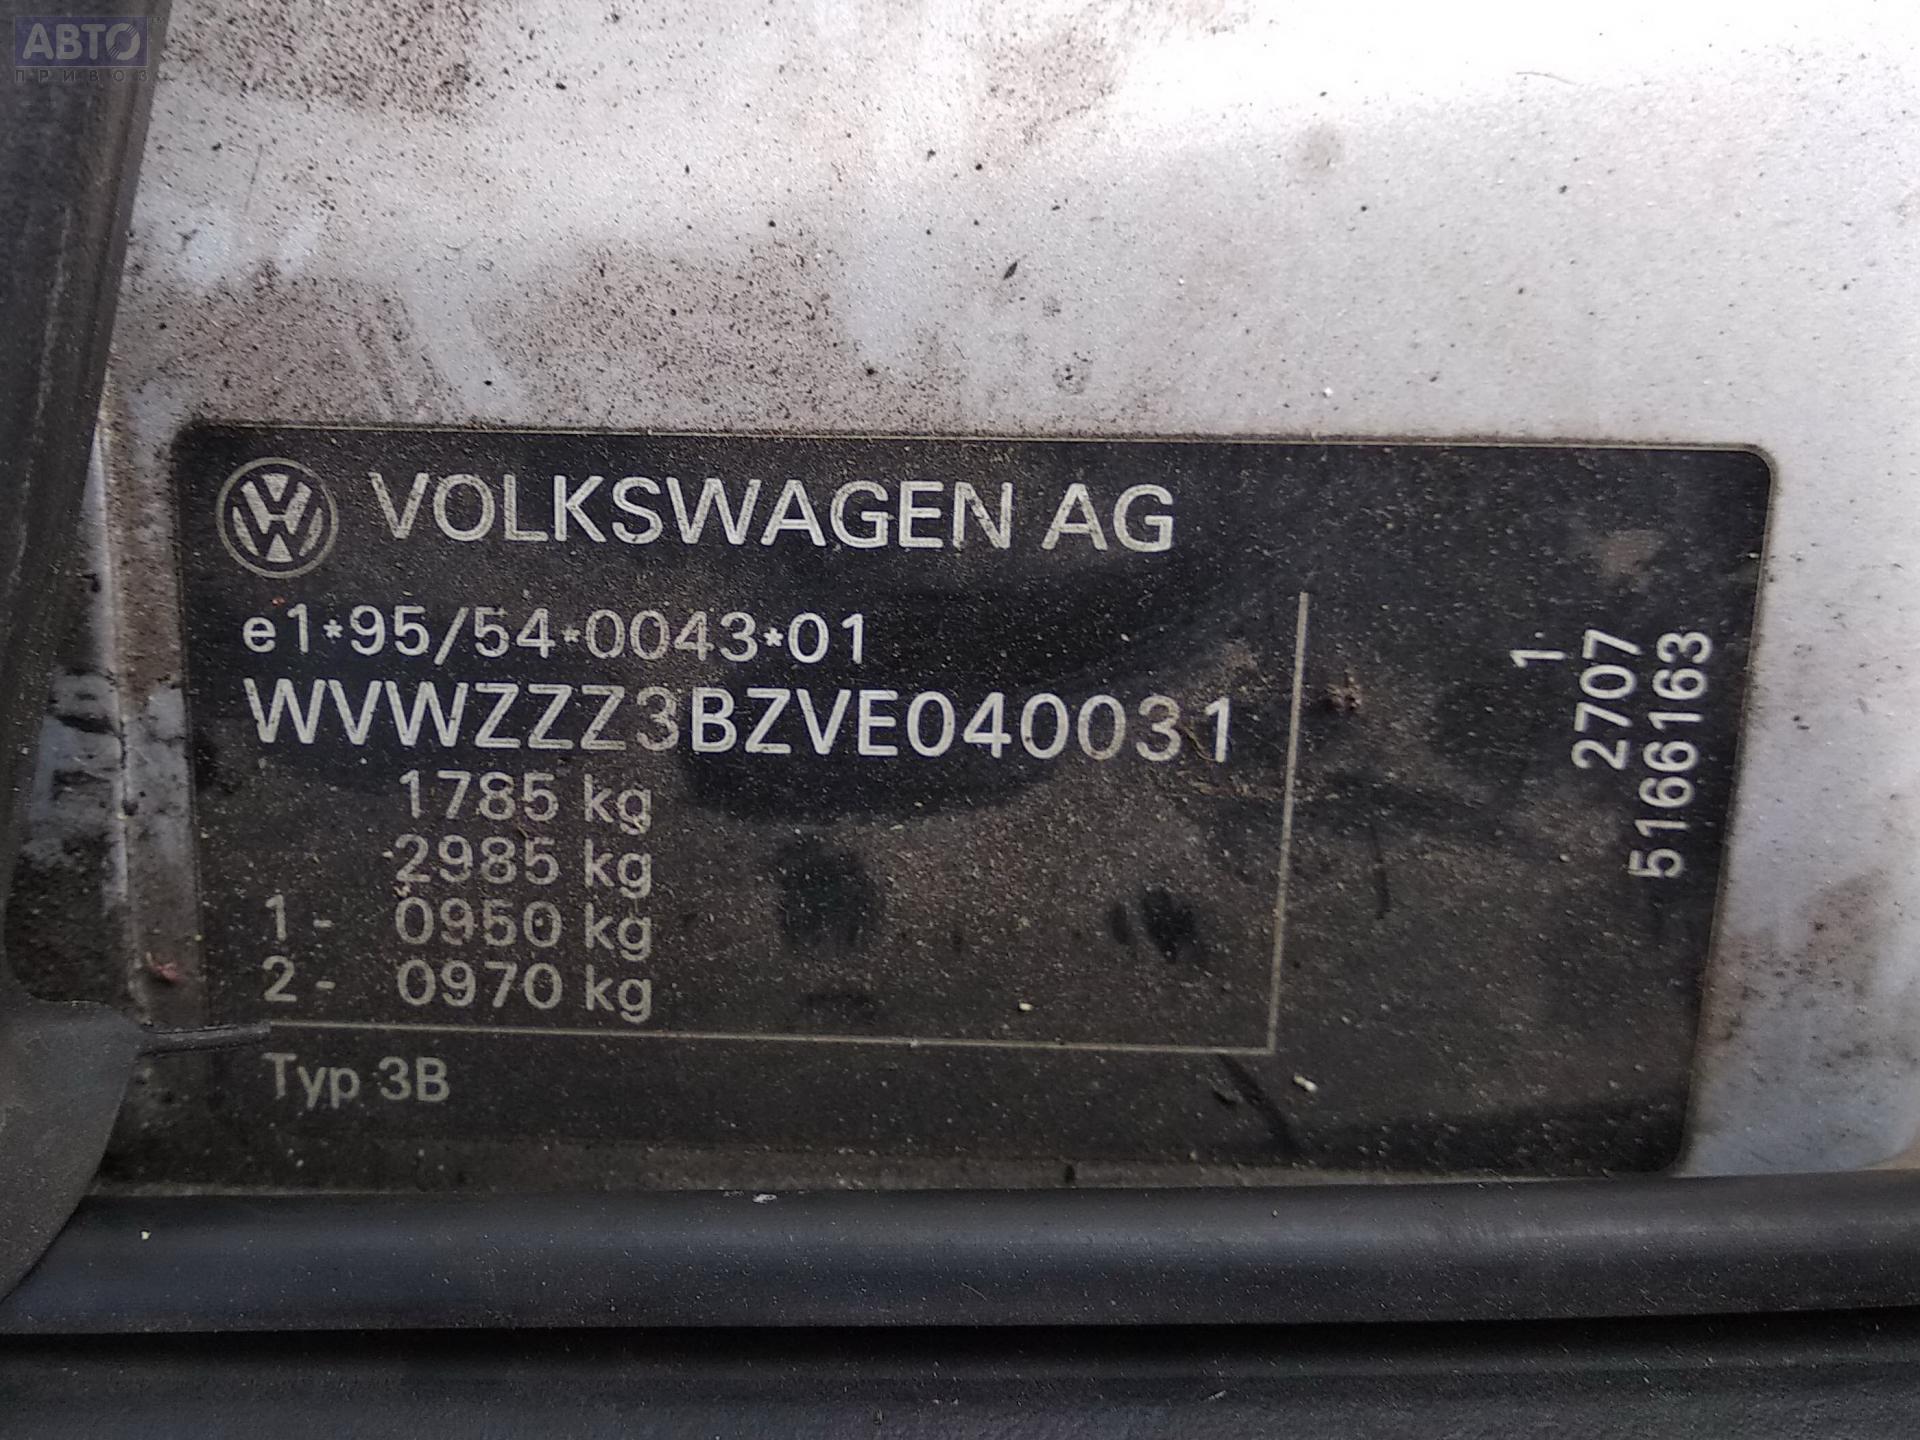 АВТО
ПРИВОЗ
VOLKSWAGEN AG
e1*95/54*0043*01
WVWZZZ3BZVE040031
1785 kg
2985 kg
1- 0950 kg
2- 0970 kg
Typ 3B
1
2707
5166163